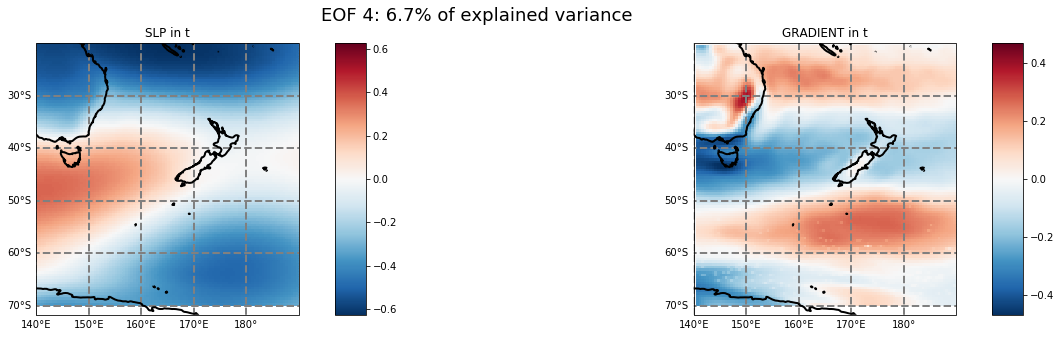 EOF 4: 6.7% of explained variance
SLP in t
30°S
40°S
50°S
60°S
70°S
140°E 150°E 160°E 170°E 180°
0.6
0.4
0.2
0.0
−0.2
−0.4
−0.6
GRADIENT in t
30°S
40°S
50°S
60°S
70°S
140°E 150°E 160°E 170°E 180°
0.4
0.2
0.0
−0.2
−0.4